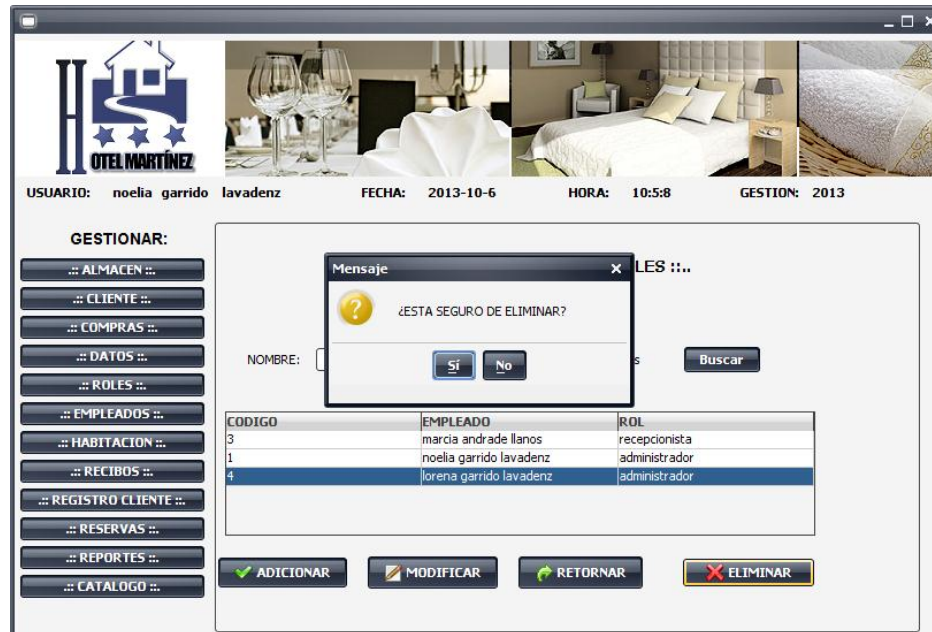 H
OTEL MARTÍNEZ
USUARIO: noelia garrido lavadenz FECHA: 2013-10-6 HORA: 10:5:8 GESTION: 2013
GESTIONAR:
.:: ALMACEN ::.
.:: CLIENTE ::.
.:: COMPRAS ::.
.:: DATOS ::.
.:: ROLES ::.
.:: EMPLEADOS ::.
.:: HABITACION ::.
.:: RECIBOS ::.
.:: REGISTRO CLIENTE ::.
.:: RESERVAS ::.
.:: REPORTES ::.
.:: CATALOGO ::.
LES ::..
Mensaje
¿ESTA SEGURO DE ELIMINAR?
Sí No
NOMBRE: s Buscar
CODIGO EMPLEADO ROL
3 marcia andrade llanos recepcionista
1 noelia garrido lavadenz administrador
4 lorena garrido lavadenz administrador
ADICIONAR MODIFICAR RETORNAR ELIMINAR